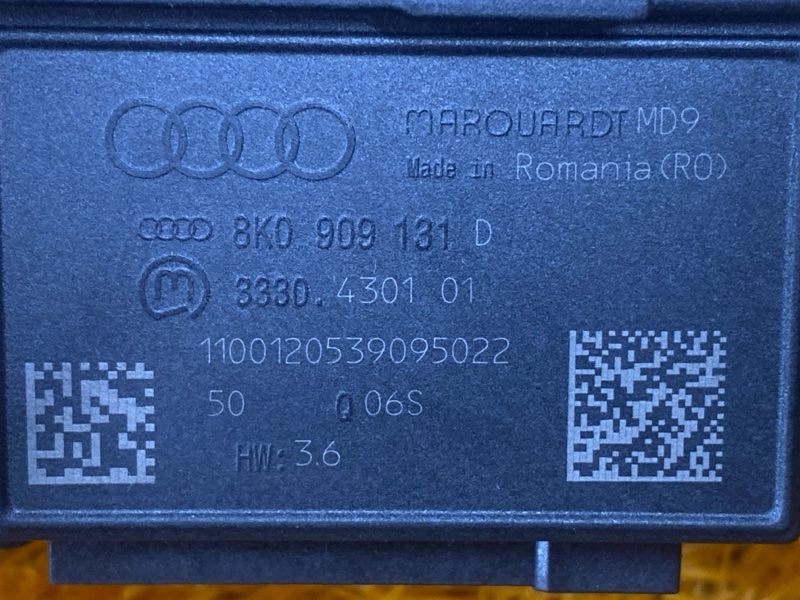 MARQUARDT MD9
Made in Romania (RO)
8K0 909 131 D
m 3330.4301 01
1100120539095022
50 Q 06S
HW: 3.6